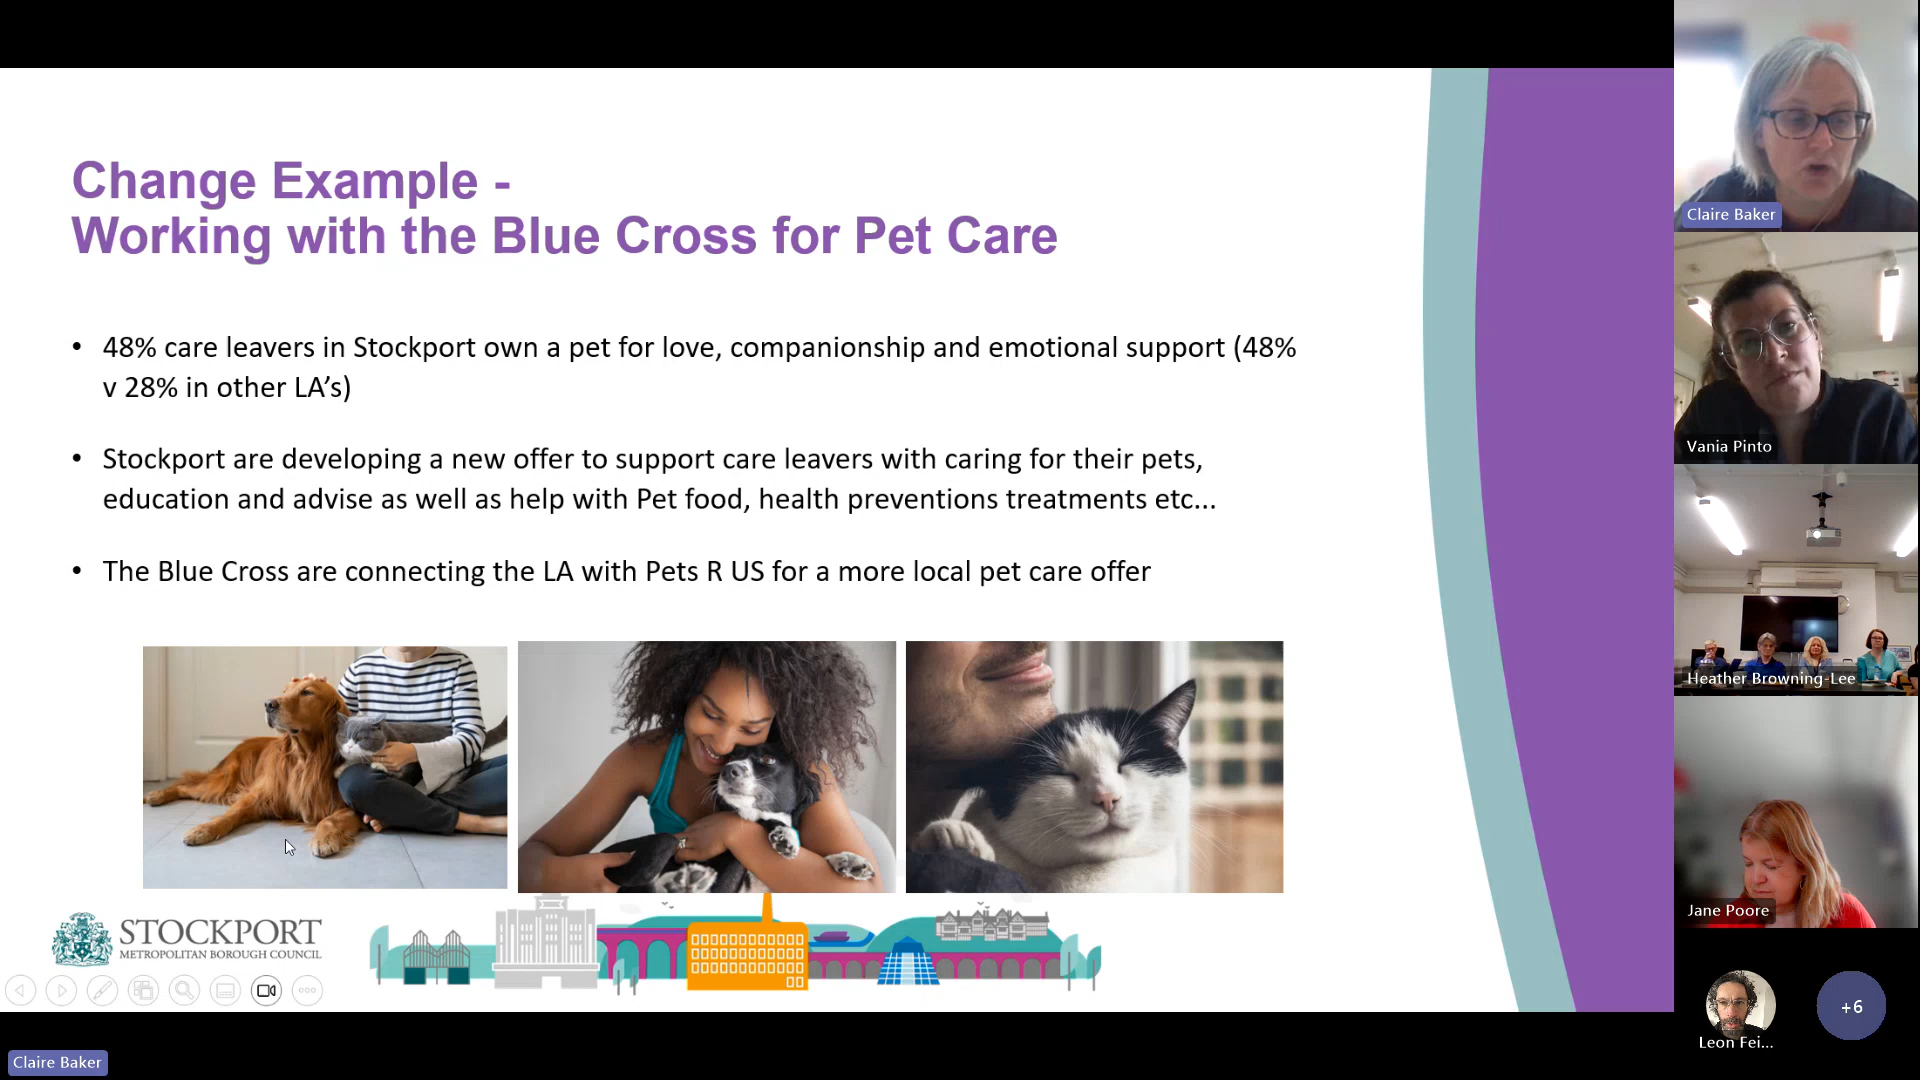 Change Example -
Working with the Blue Cross for Pet Care
• 48% care leavers in Stockport own a pet for love, companionship and emotional support (48%
v 28% in other LA’s)
• Stockport are developing a new offer to support care leavers with caring for their pets,
education and advise as well as help with Pet food, health preventions treatments etc...
• The Blue Cross are connecting the LA with Pets R US for a more local pet care offer
STOCKPORT
METROPOLITAN BOROUGH COUNCIL
Claire Baker
Claire Baker
Vania Pinto
Heather Browning-Lee
Jane Poore
Leon Fei...
+6